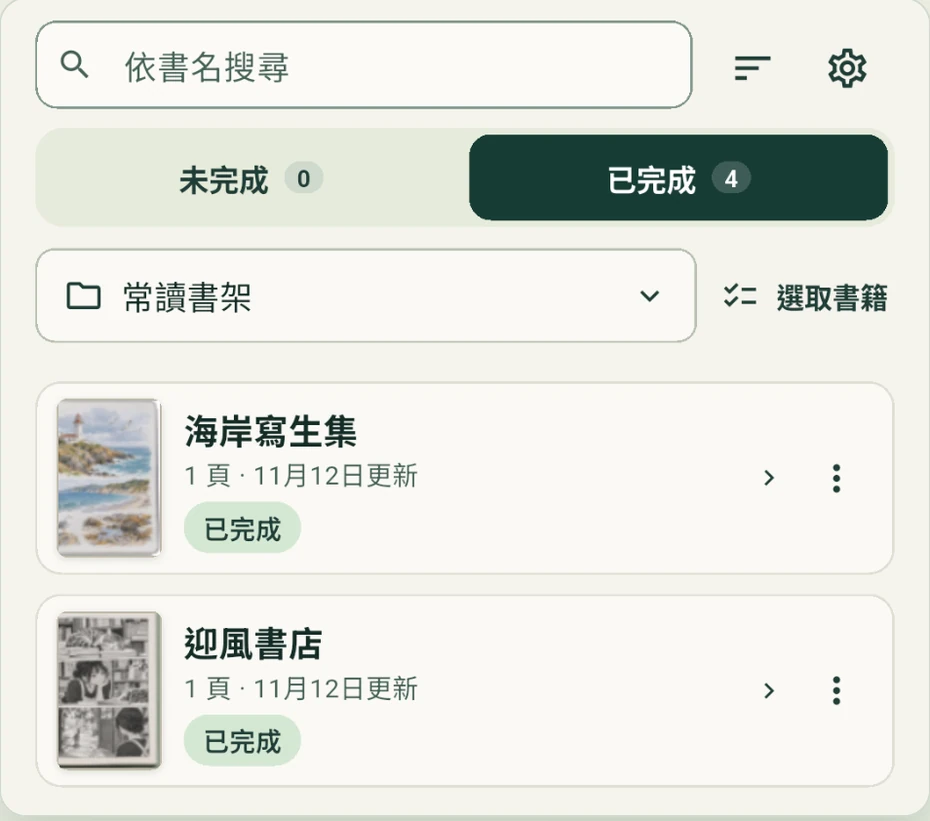 依書名搜尋
未完成 0
已完成 4
常讀書架
選取書籍
海岸寫生集
1 頁 · 11月12日更新
已完成
迎風書店
1 頁 · 11月12日更新
已完成